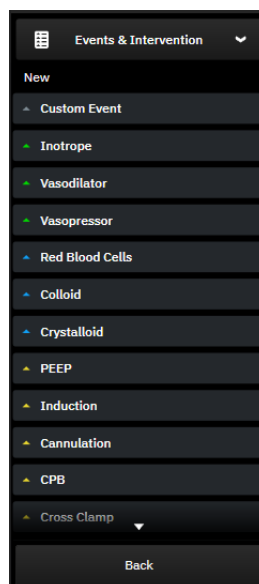 Events & Intervention
New
Custom Event
Inotrope
Vasodilator
Vasopressor
Red Blood Cells
Colloid
Crystalloid
PEEP
Induction
Cannulation
CPB
Cross Clamp
Back